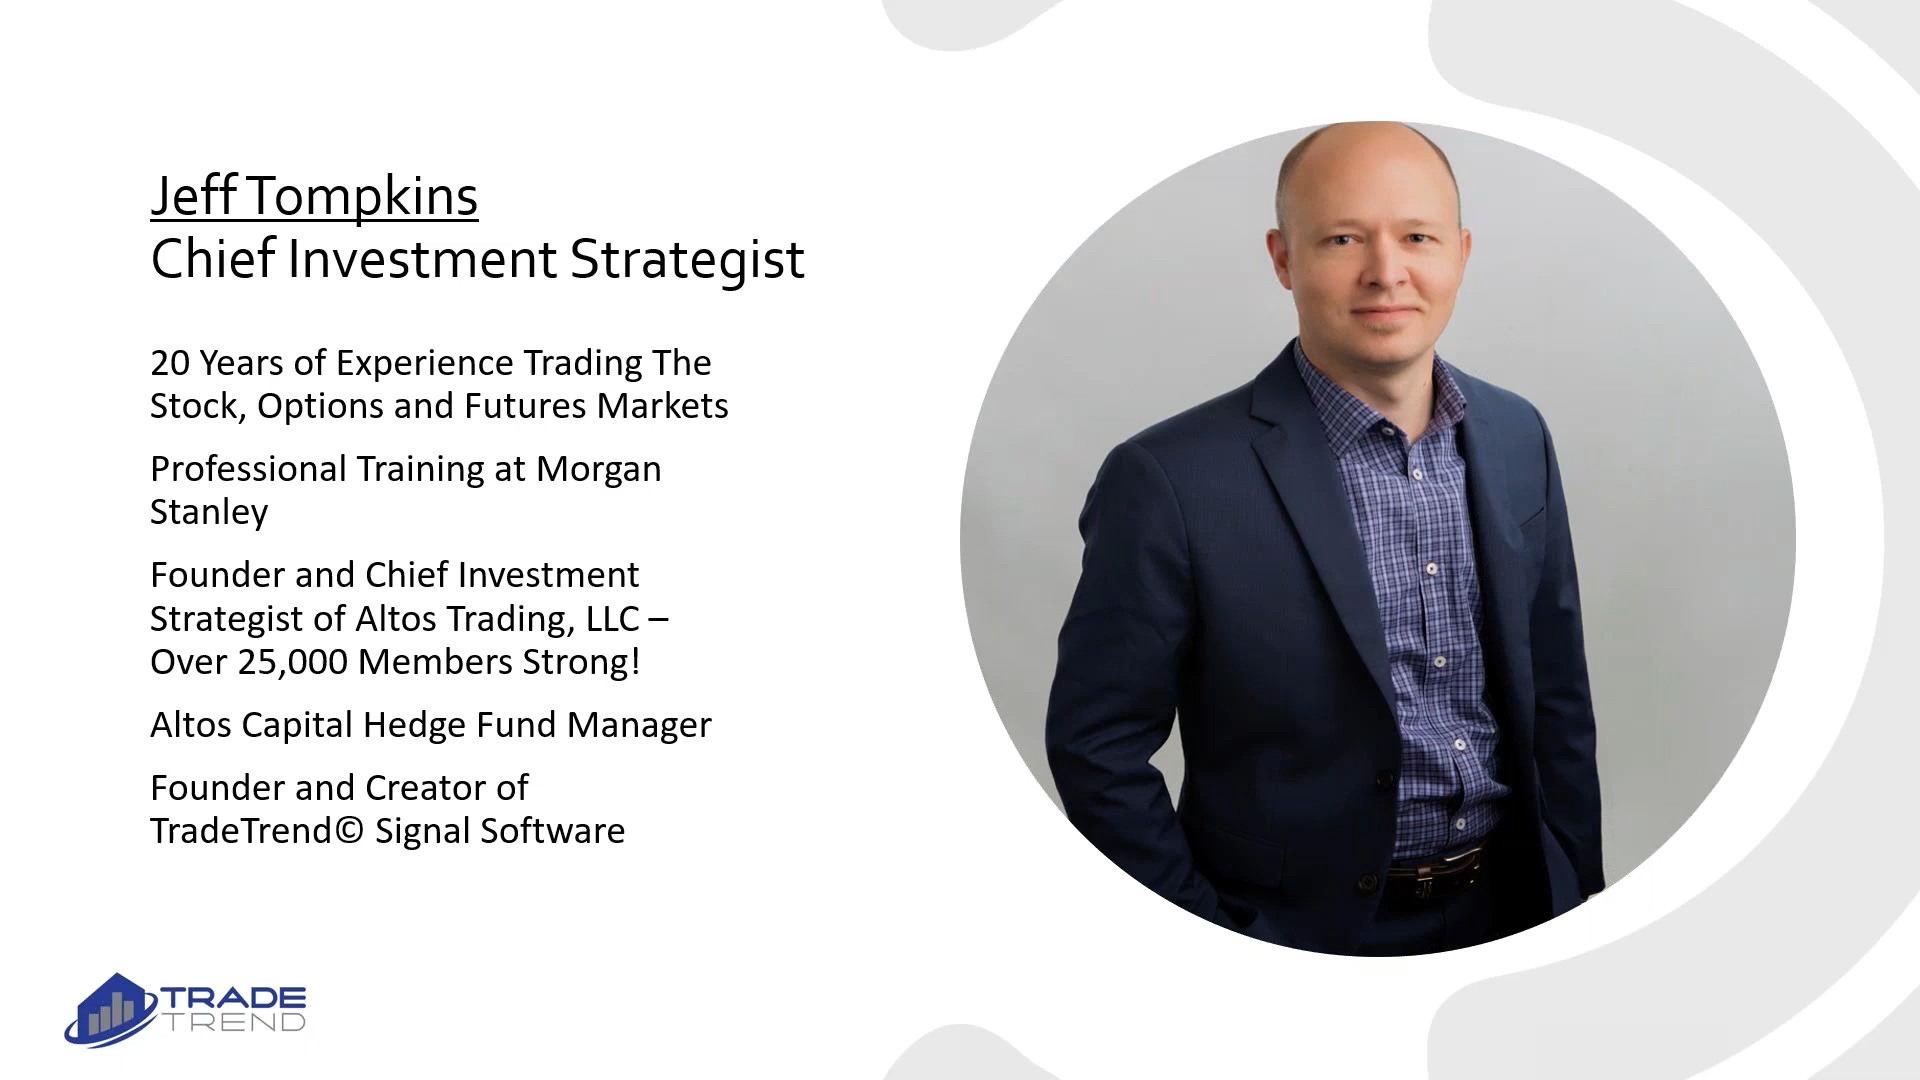 Jeff Tompkins
Chief Investment Strategist
20 Years of Experience Trading The
Stock, Options and Futures Markets
Professional Training at Morgan
Stanley
Founder and Chief Investment
Strategist of Altos Trading, LLC –
Over 25,000 Members Strong!
Altos Capital Hedge Fund Manager
Founder and Creator of
TradeTrend© Signal Software
TRADE
TREND